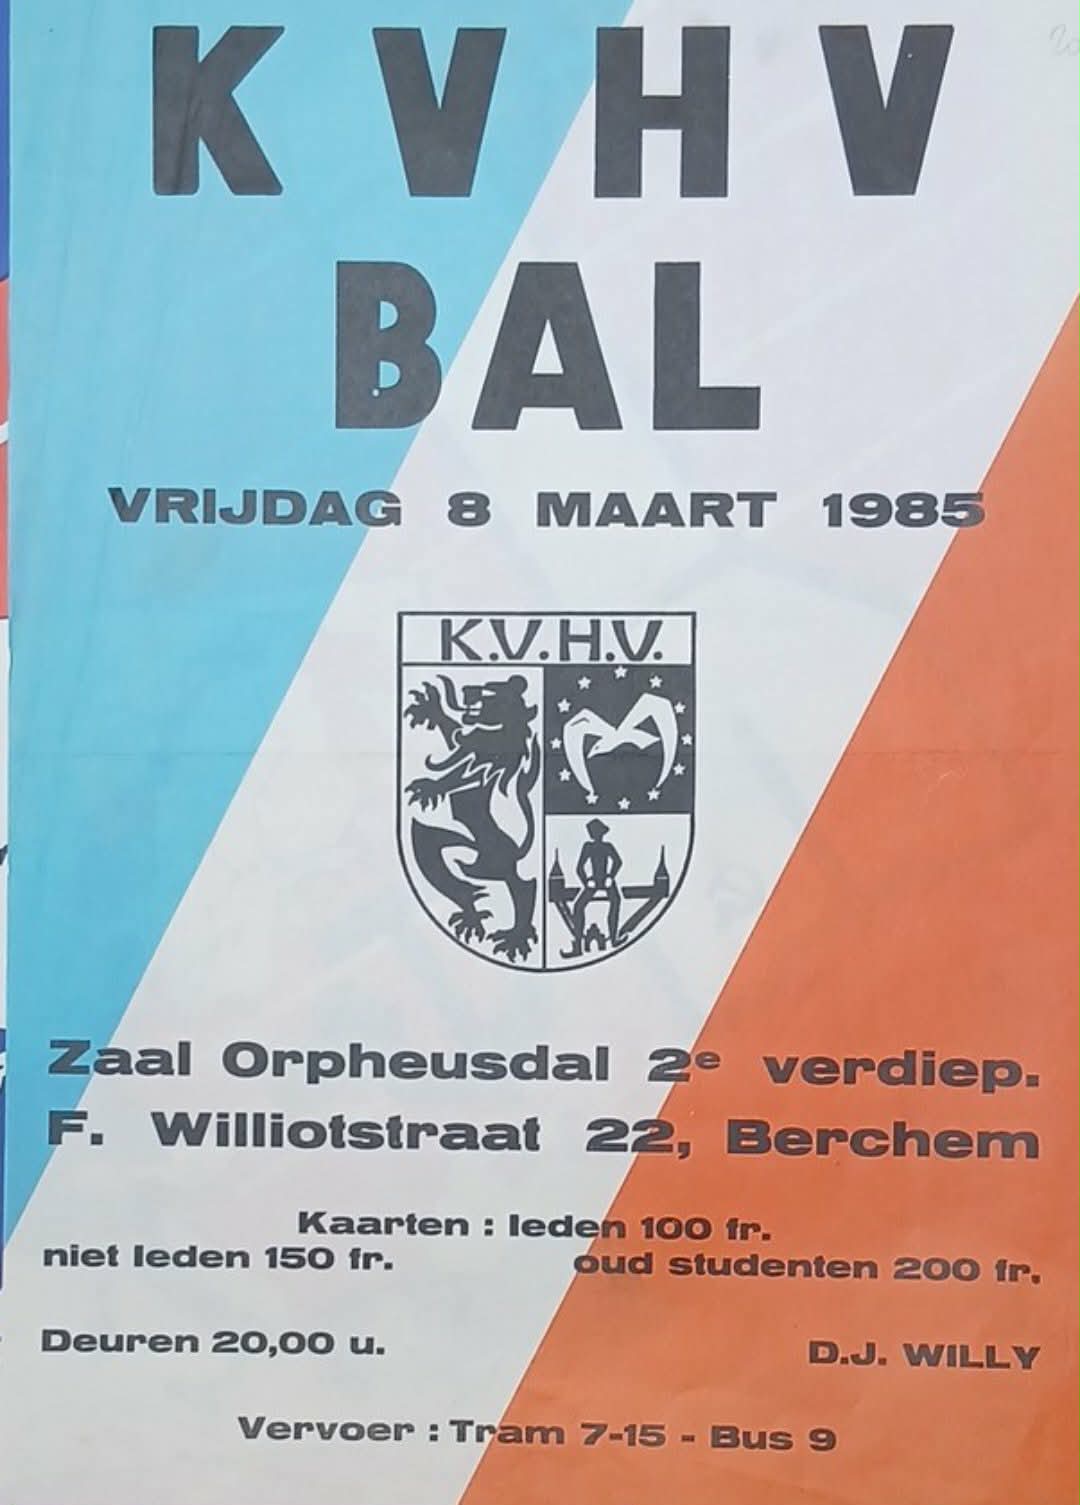 KVHV
BAL
VRIJDAG 8 MAART 1985
K.V.H.V.
Zaal Orpheusdal 2e verdiep.
F. Williotstraat 22, Berchem
Kaarten : leden 100 fr.
niet leden 150 fr. oud studenten 200 fr.
Deuren 20,00 u. D.J. WILLY
Vervoer : Tram 7-15 - Bus 9